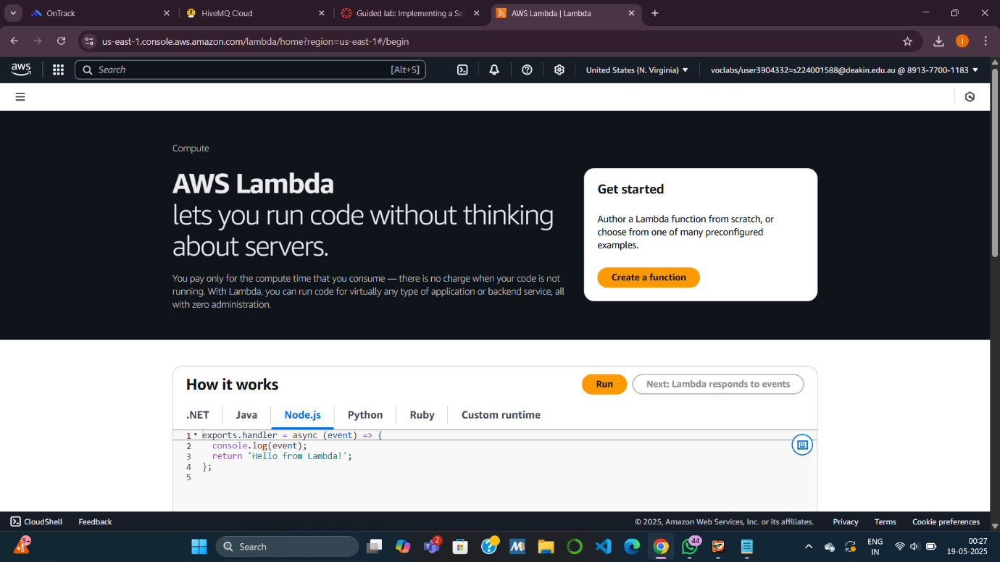 OnTrack
HiveMQ Cloud
Guided lab: Implementing a Se
AWS Lambda | Lambda
us-east-1.console.aws.amazon.com/lambda/home?region=us-east-1#/begin
j
aws
Search
[Alt+S]
United States (N. Virginia)
voclabs/user3904332=s224001588@deakin.edu.au @ 8913-7700-1183
Compute
AWS Lambda
lets you run code without thinking
about servers.
You pay only for the compute time that you consume — there is no charge when your code is not
running. With Lambda, you can run code for virtually any type of application or backend service, all
with zero administration.
Get started
Author a Lambda function from scratch, or
choose from one of many preconfigured
examples.
Create a function
How it works
Run
Next: Lambda responds to events
.NET
Java
Node.js
Python
Ruby
Custom runtime
1 exports.handler = async (event) => {
2 console.log(event);
3 return 'Hello from Lambda!';
4 };
5
CloudShell
Feedback
© 2025, Amazon Web Services, Inc. or its affiliates.
Privacy
Terms
Cookie preferences
9+
Search
2
44
ENG
IN
00:27
19-05-2025